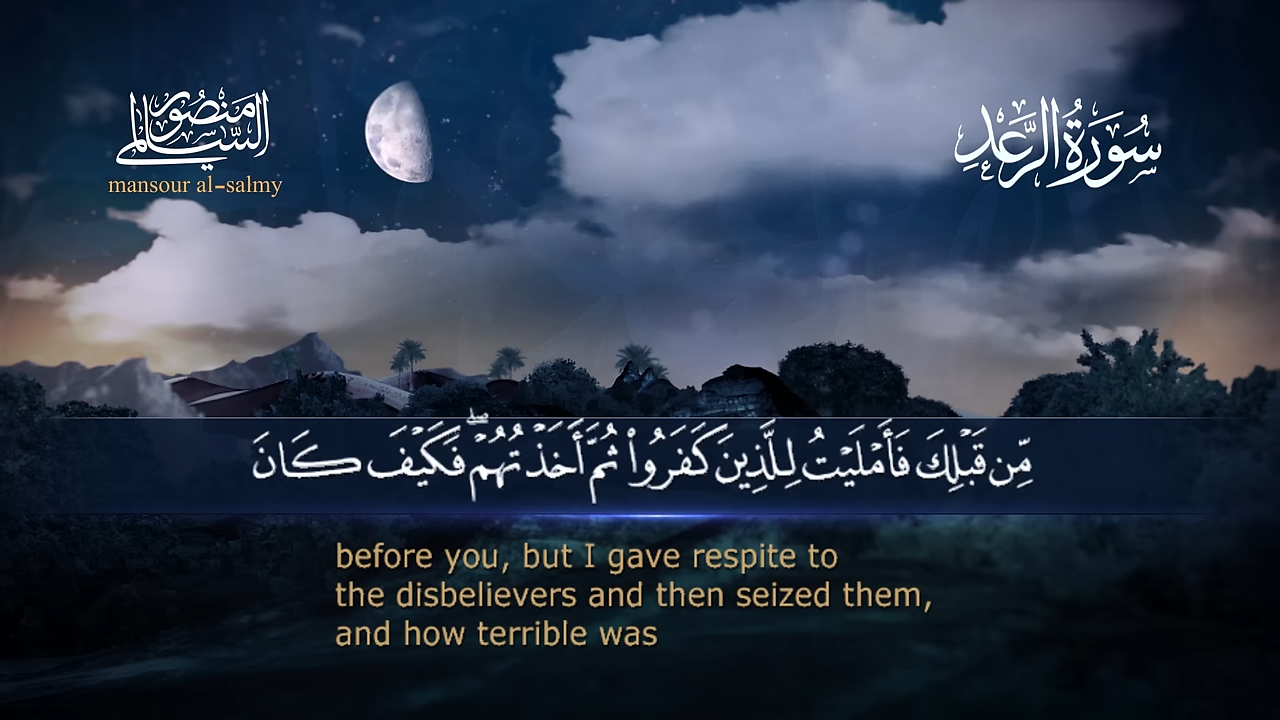 منصور السالمي
mansour al-salmy
سُورَةُ الرَّعْدِ
مِّن قَبْلِكَ فَأَمْلَيْتُ لِلَّذِينَ كَفَرُوا۟ ثُمَّ أَخَذْتُهُمْ ۖ فَكَيْفَ كَانَ
before you, but I gave respite to
the disbelievers and then seized them,
and how terrible was